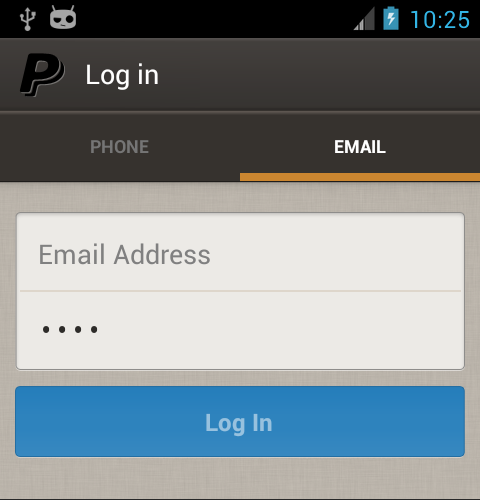 10:25
P Log in
PHONE EMAIL
Email Address
••••
Log In